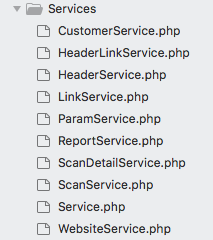 Services
CustomerService.php
HeaderLinkService.php
HeaderService.php
LinkService.php
ParamService.php
ReportService.php
ScanDetailService.php
ScanService.php
Service.php
WebsiteService.php